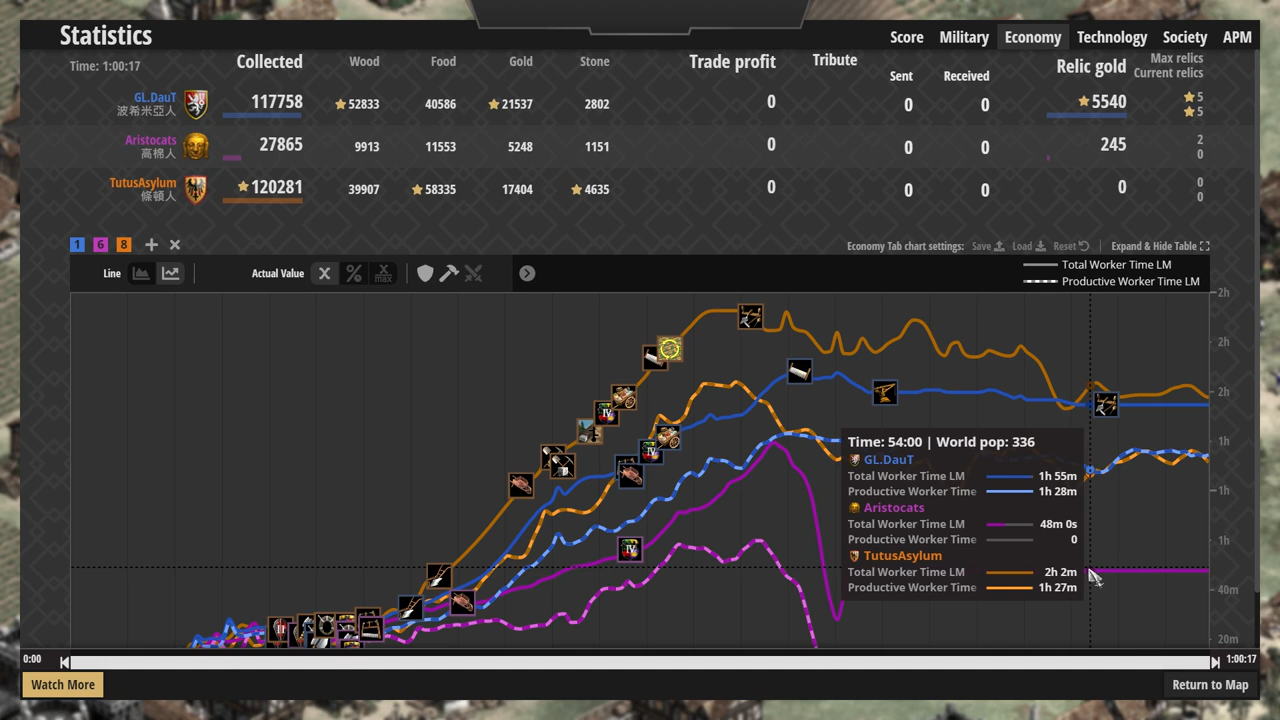 Statistics
Score Military Economy Technology Society APM
Time: 1:00:17
Collected Wood Food Gold Stone Trade profit Tribute Sent Received Relic gold Max relics Current relics
GL.DauT 117758 52833 40586 21537 2802 0 0 0 5540 5
波希米亞人 5
Aristocats 27865 9913 11553 5248 1151 0 0 0 245 2
高棉人 0
TutusAsylum 120281 39907 58335 17404 4635 0 0 0 0 0
條頓人 0
1 6 8
Economy Tab chart settings: Save Load Reset Expand & Hide Table
Line Actual Value X % X max
Total Worker Time LM
Productive Worker Time LM
2h
2h
2h
1h
1h
1h
40m
20m
IV
IV
IV
Time: 54:00 | World pop: 336
GL.DauT
Total Worker Time LM 1h 55m
Productive Worker Time 1h 28m
Aristocats
Total Worker Time LM 48m 0s
Productive Worker Time 0
TutusAsylum
Total Worker Time LM 2h 2m
Productive Worker Time 1h 27m
0:00 1:00:17
Watch More Return to Map